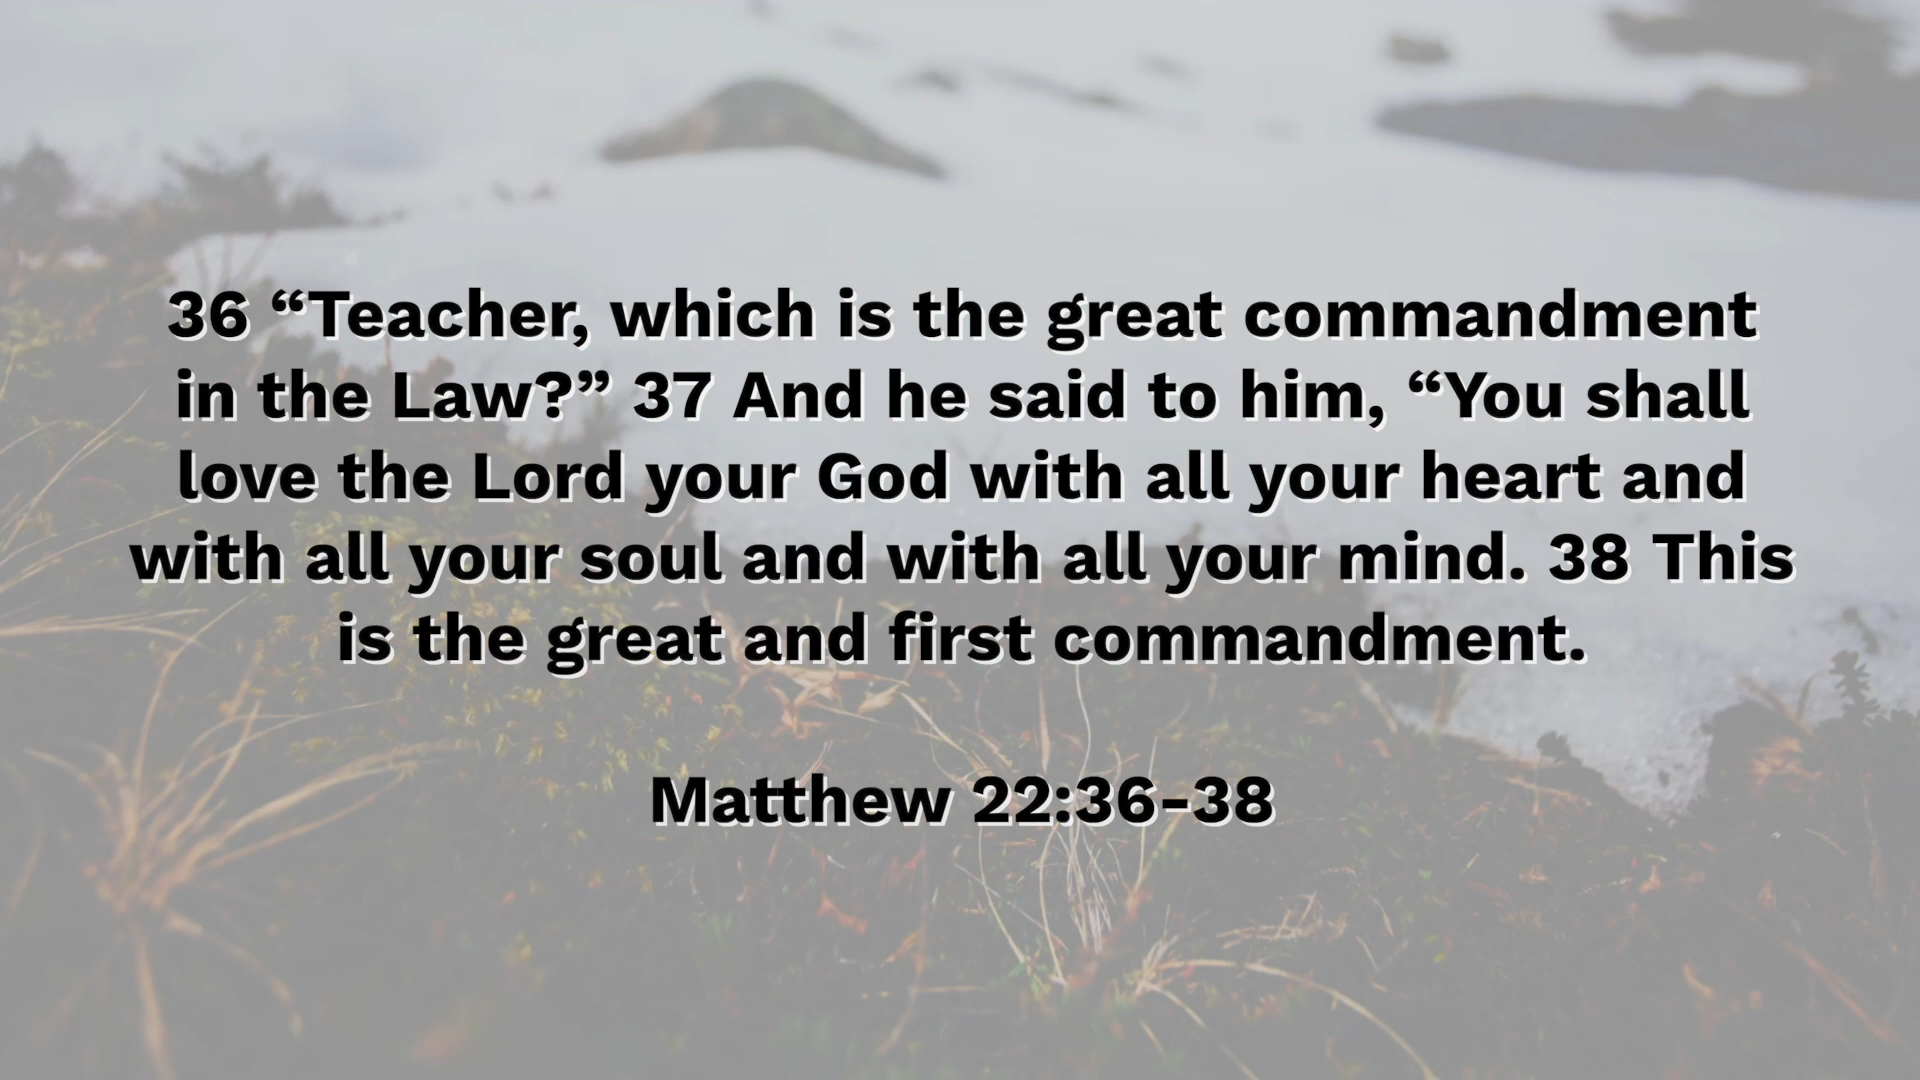 36 “Teacher, which is the great commandment
in the Law?” 37 And he said to him, “You shall
love the Lord your God with all your heart and
with all your soul and with all your mind. 38 This
is the great and first commandment.
Matthew 22:36-38